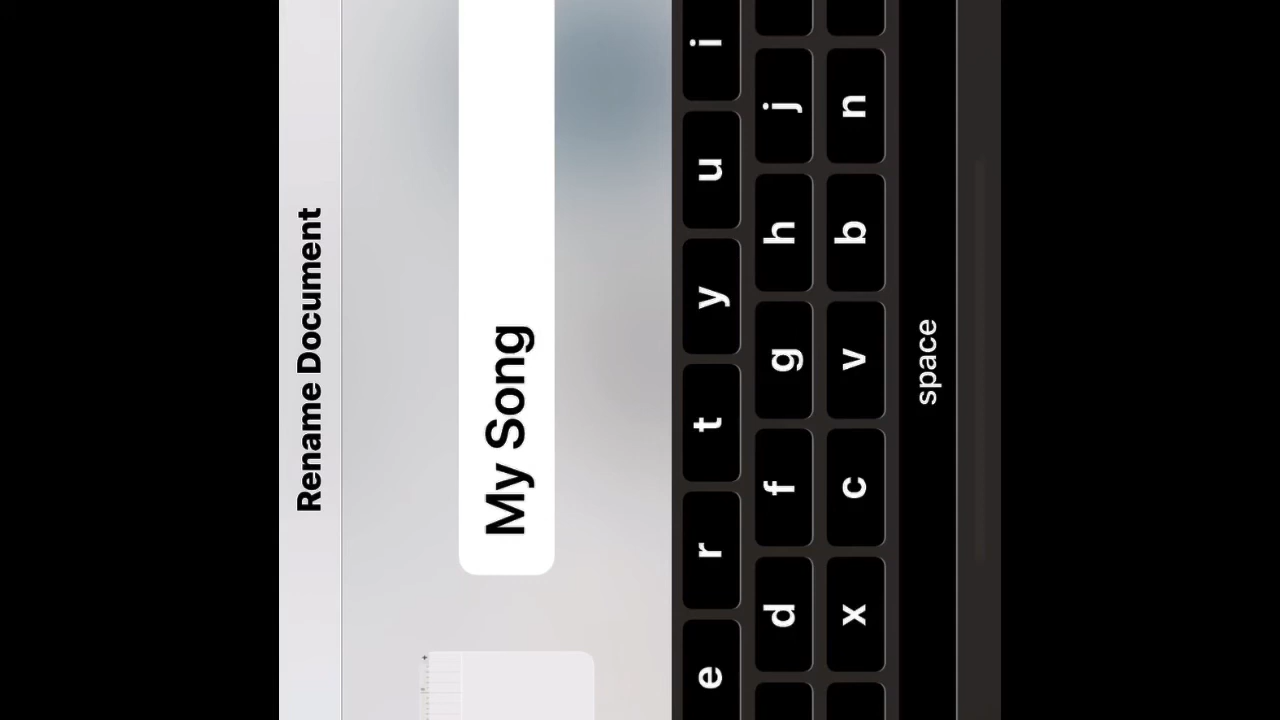 Rename Document
My Song
e r t y u i
d f g h j
x c v b n
space